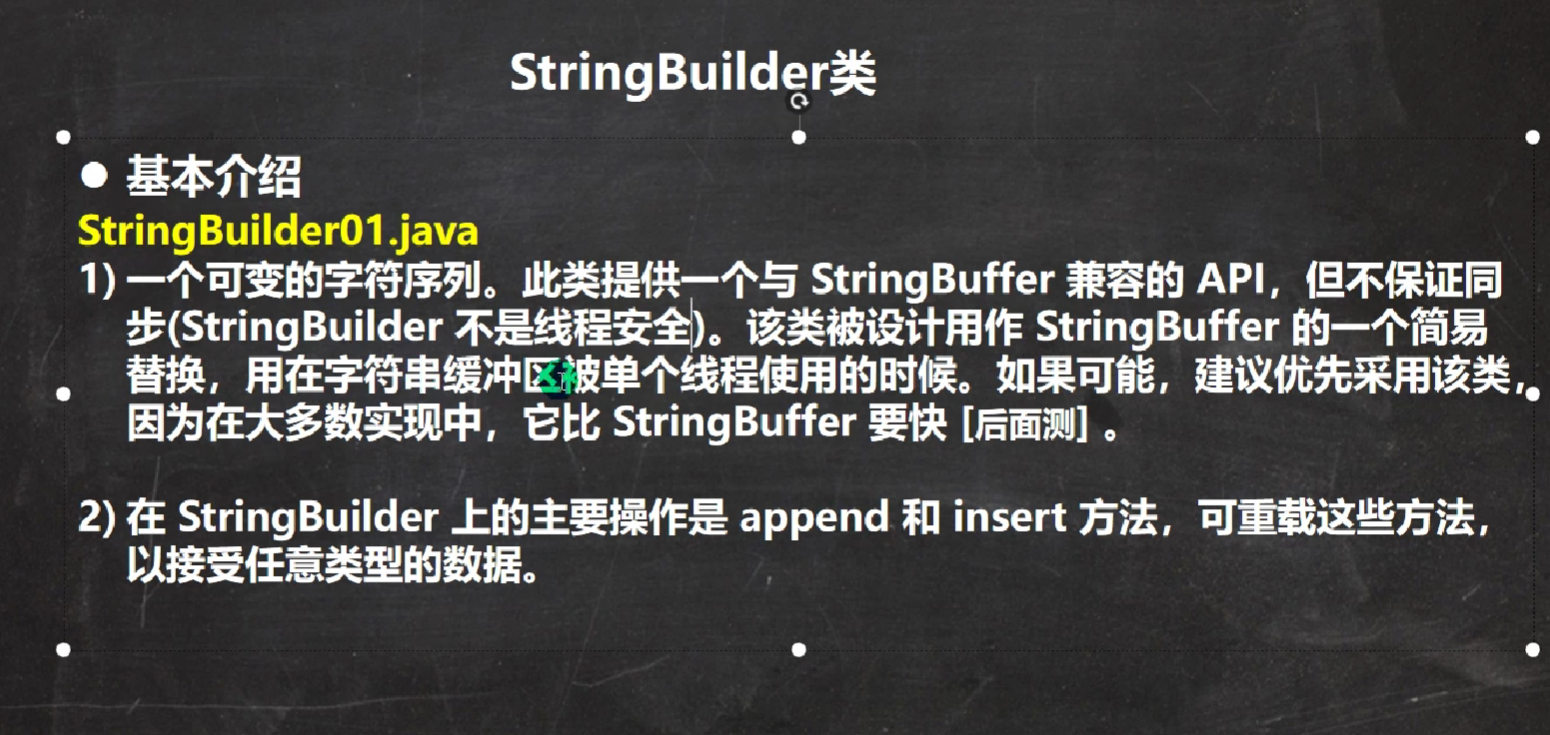 StringBuilder类
● 基本介绍
StringBuilder01.java
1) 一个可变的字符序列。此类提供一个与 StringBuffer 兼容的 API，但不保证同
步(StringBuilder 不是线程安全)。该类被设计用作 StringBuffer 的一个简易
替换，用在字符串缓冲区被单个线程使用的时候。如果可能，建议优先采用该类，
因为在大多数实现中，它比 StringBuffer 要快 [后面测] 。
2) 在 StringBuilder 上的主要操作是 append 和 insert 方法，可重载这些方法，
以接受任意类型的数据。